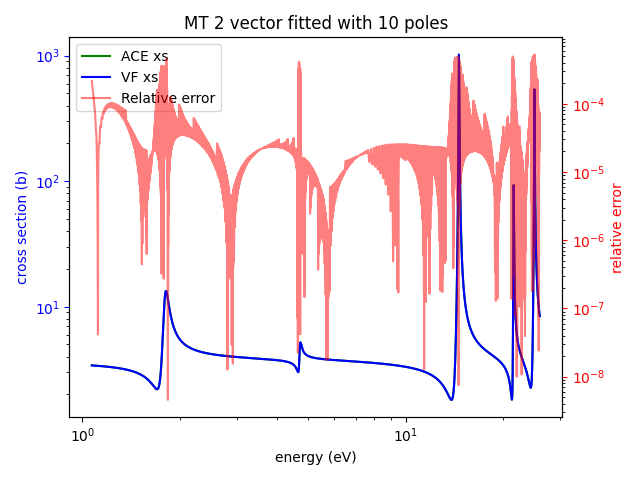 MT 2 vector fitted with 10 poles
ACE xs
VF xs
Relative error
cross section (b)
10³
10²
10¹
relative error
10⁻⁴
10⁻⁵
10⁻⁶
10⁻⁷
10⁻⁸
10⁰
10¹
energy (eV)